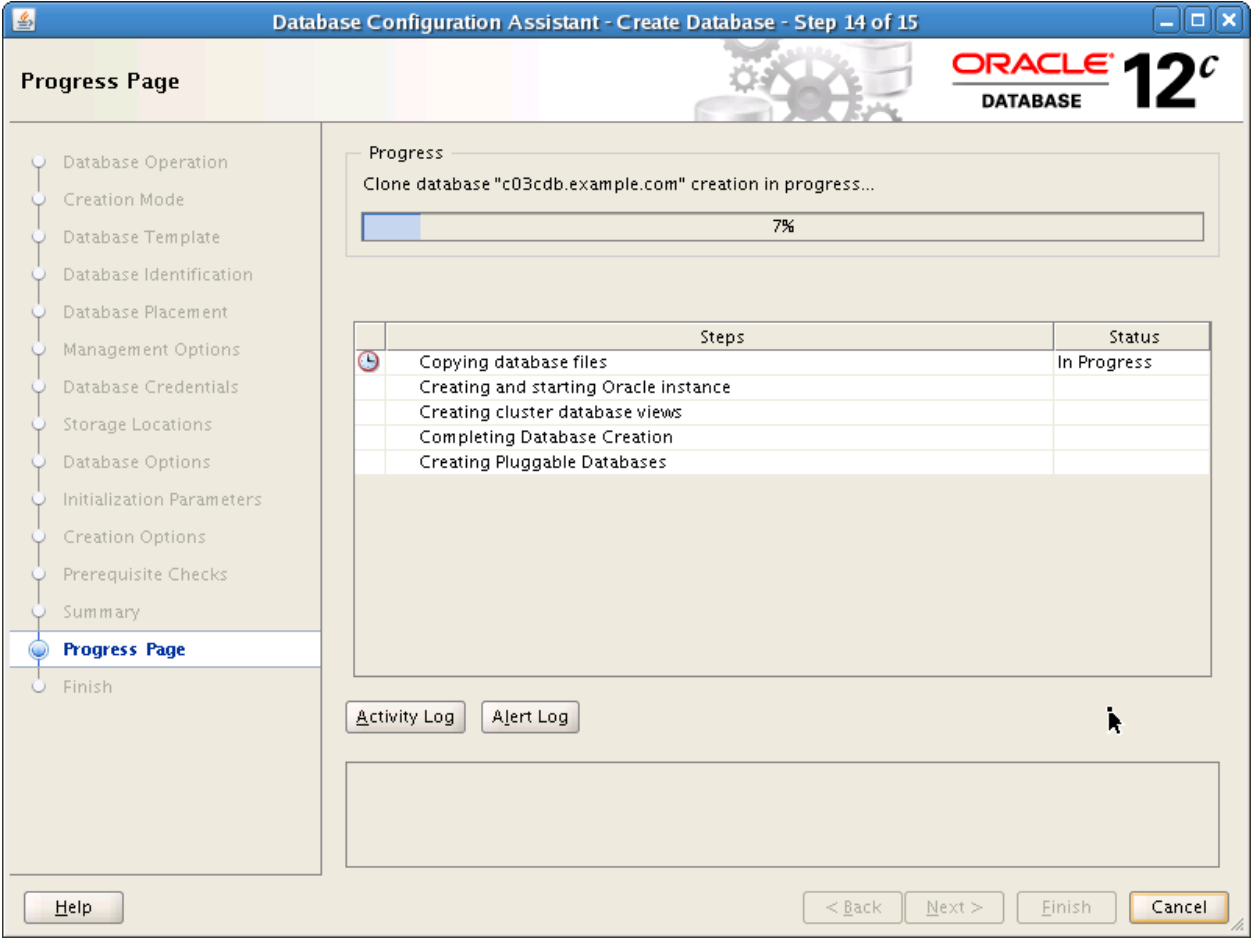 Database Configuration Assistant - Create Database - Step 14 of 15
Progress Page
ORACLE
DATABASE
12c
Database Operation
Creation Mode
Database Template
Database Identification
Database Placement
Management Options
Database Credentials
Storage Locations
Database Options
Initialization Parameters
Creation Options
Prerequisite Checks
Summary
Progress Page
Finish
Progress
Clone database "c03cdb.example.com" creation in progress...
7%
Steps Status
Copying database files In Progress
Creating and starting Oracle instance
Creating cluster database views
Completing Database Creation
Creating Pluggable Databases
Activity Log Alert Log
Help < Back Next > Finish Cancel